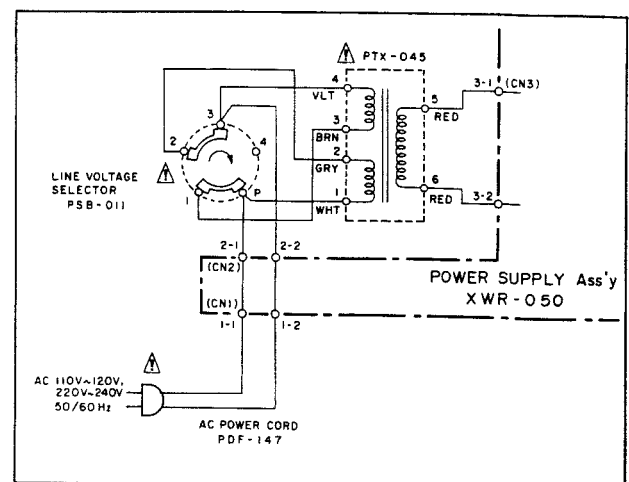 PTX-045
3-1 (CN3)
4
VLT
3
5
RED
3
BRN
2
4
2
GRY
LINE VOLTAGE
SELECTOR
PSB-011
1
P
1
WHT
6
RED
3-2
2-1
2-2
(CN2)
POWER SUPPLY Ass'y
XWR-050
(CN1)
1-1
1-2
AC 110V~120V,
220V~240V
50/60Hz
AC POWER CORD
PDF-147